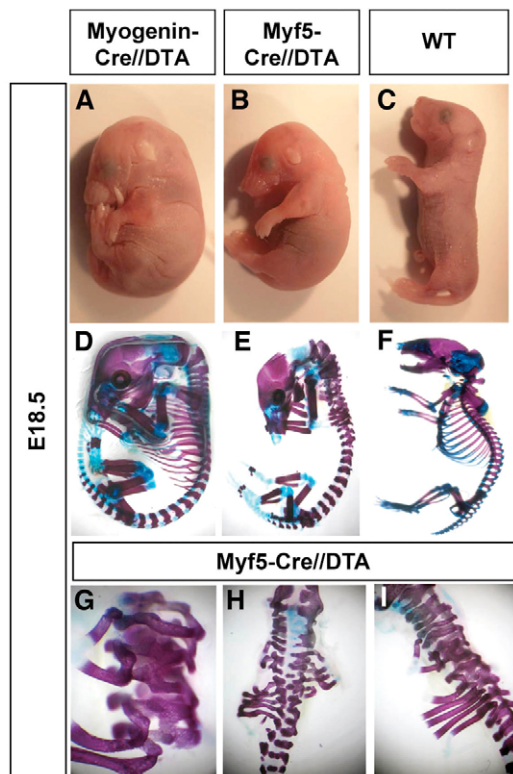 Myogenin-
Cre//DTA
Myf5-
Cre//DTA
WT
E18.5
A
B
C
D
E
F
Myf5-Cre//DTA
G
H
I